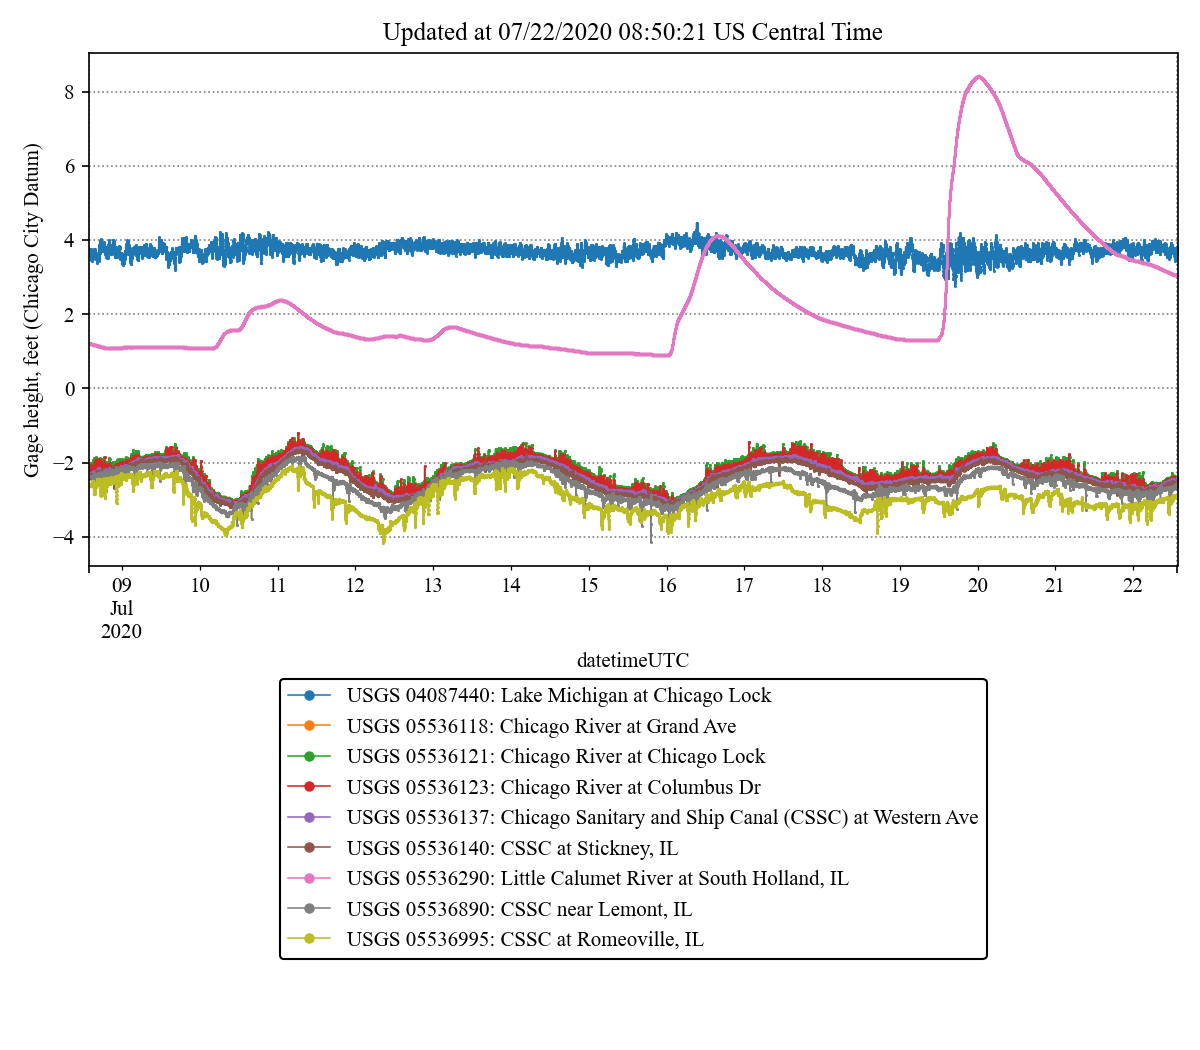 Updated at 07/22/2020 08:50:21 US Central Time
Gage height, feet (Chicago City Datum)
8
6
4
2
0
−2
−4
09 10 11 12 13 14 15 16 17 18 19 20 21 22
Jul
2020
datetimeUTC
USGS 04087440: Lake Michigan at Chicago Lock
USGS 05536118: Chicago River at Grand Ave
USGS 05536121: Chicago River at Chicago Lock
USGS 05536123: Chicago River at Columbus Dr
USGS 05536137: Chicago Sanitary and Ship Canal (CSSC) at Western Ave
USGS 05536140: CSSC at Stickney, IL
USGS 05536290: Little Calumet River at South Holland, IL
USGS 05536890: CSSC near Lemont, IL
USGS 05536995: CSSC at Romeoville, IL